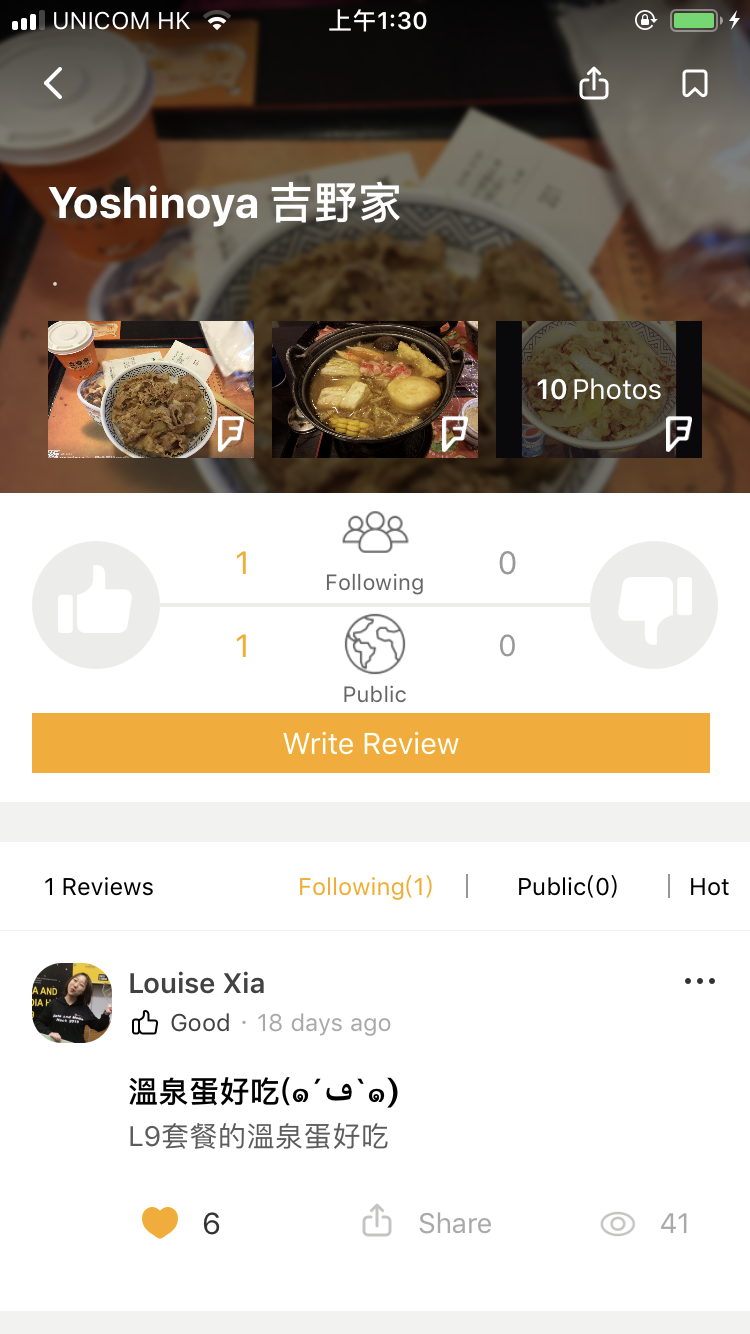 UNICOM HK
上午1:30
Yoshinoya 吉野家
.
10 Photos
1
0
Following
1
0
Public
Write Review
1 Reviews
Following(1)
Public(0)
Hot
Louise Xia
Good · 18 days ago
溫泉蛋好吃(๑´ڡ`๑)
L9套餐的溫泉蛋好吃
6
Share
41